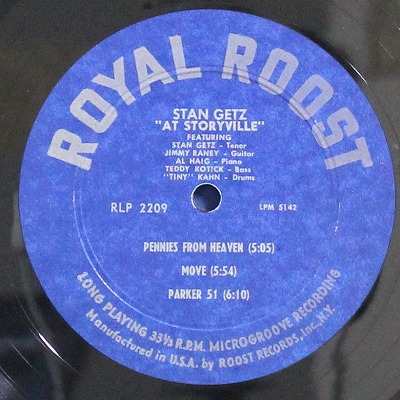 ROYAL ROOST
STAN GETZ
"AT STORYVILLE"
FEATURING
STAN GETZ - Tenor
JIMMY RANEY - Guitar
AL HAIG - Piano
TEDDY KOTICK - Bass
"TINY" KAHN - Drums
RLP 2209
LPM 5142
PENNIES FROM HEAVEN (5:05)
MOVE (5:54)
PARKER 51 (6:10)
LONG PLAYING 33⅓ R.P.M. MICROGROOVE RECORDING
Manufactured in U.S.A. by ROOST RECORDS, Inc., N.Y.